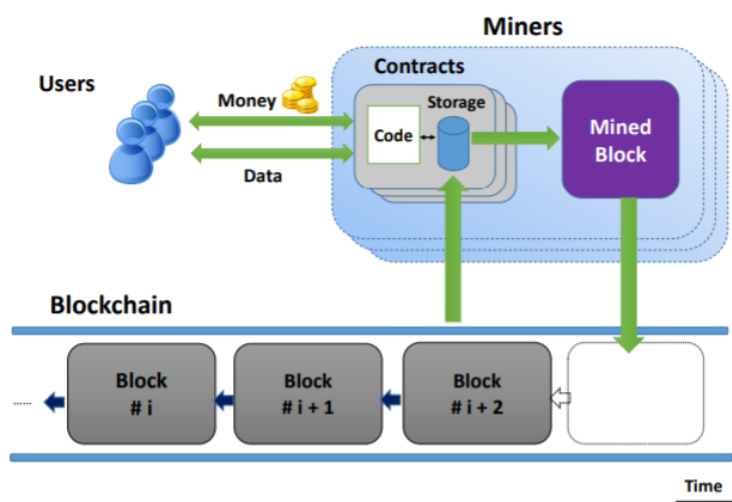 Miners
Users
Contracts
Money
Storage
Code
Mined
Block
Data
Blockchain
......
Block
# i
Block
# i + 1
Block
# i + 2
Time